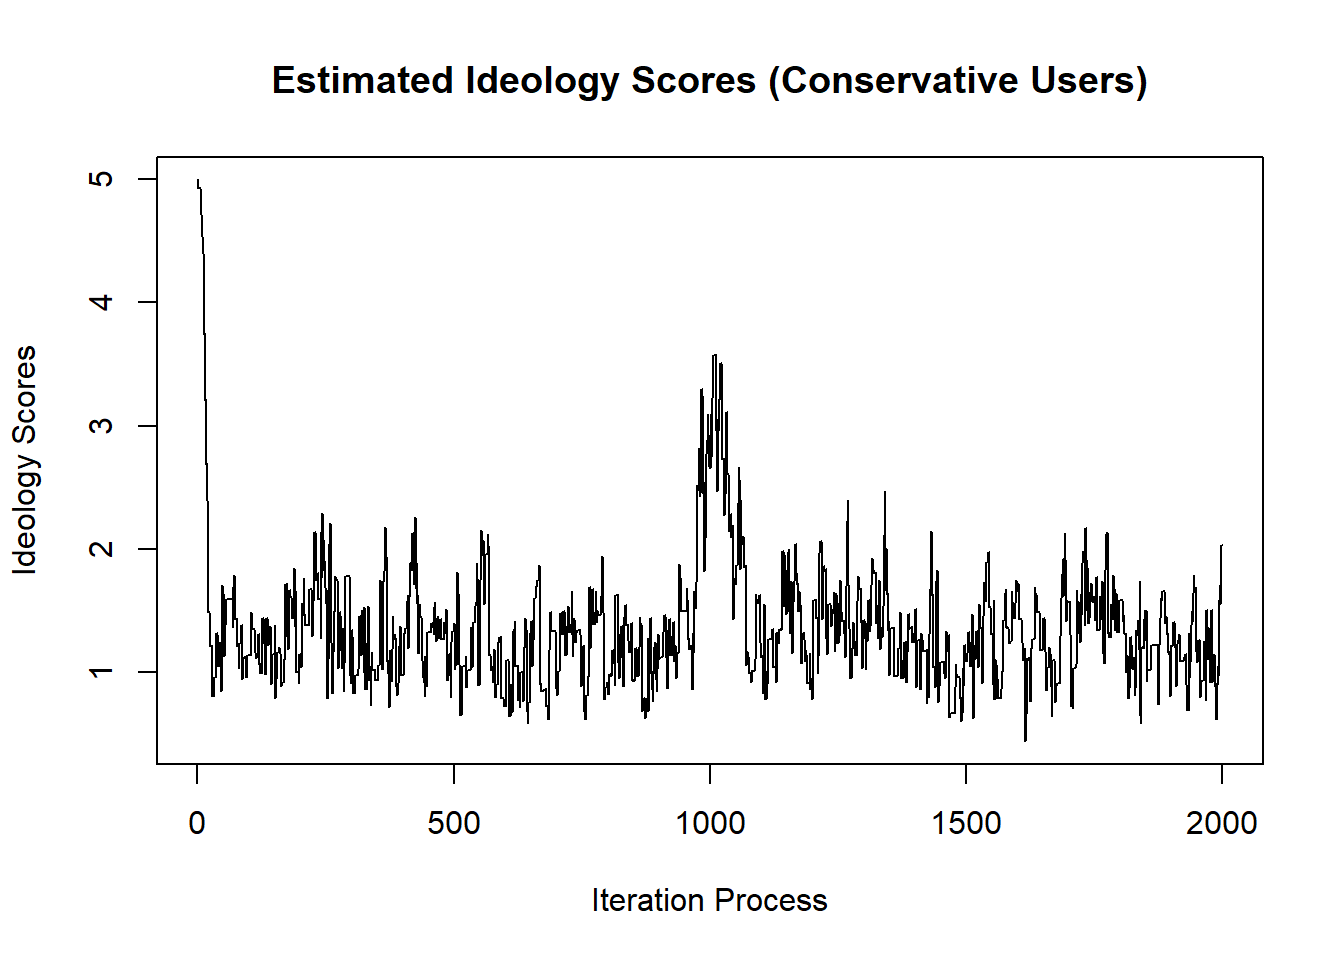 Estimated Ideology Scores (Conservative Users)
Ideology Scores
5
4
3
2
1
0 500 1000 1500 2000
Iteration Process